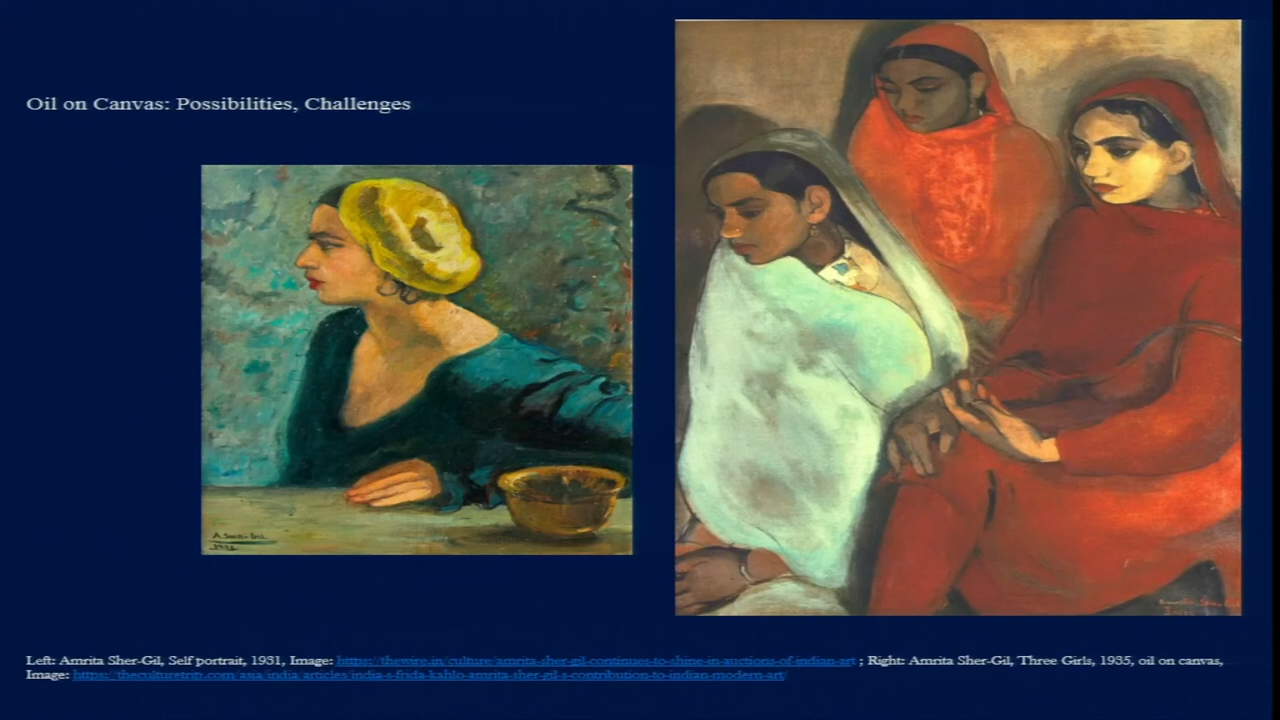 Oil on Canvas: Possibilities, Challenges
A. Sher-Gil
Left: Amrita Sher-Gil, Self portrait, 1931, Image: https://thewire.in/culture/amrita-sher-gil-continues-to-shine-in-auctions-of-indian-art ; Right: Amrita Sher-Gil, Three Girls, 1935, oil on canvas,
Image: https://theculturetrip.com/asia/india/articles/india-s-frida-kahlo-amrita-sher-gil-s-contribution-to-indian-modern-art/